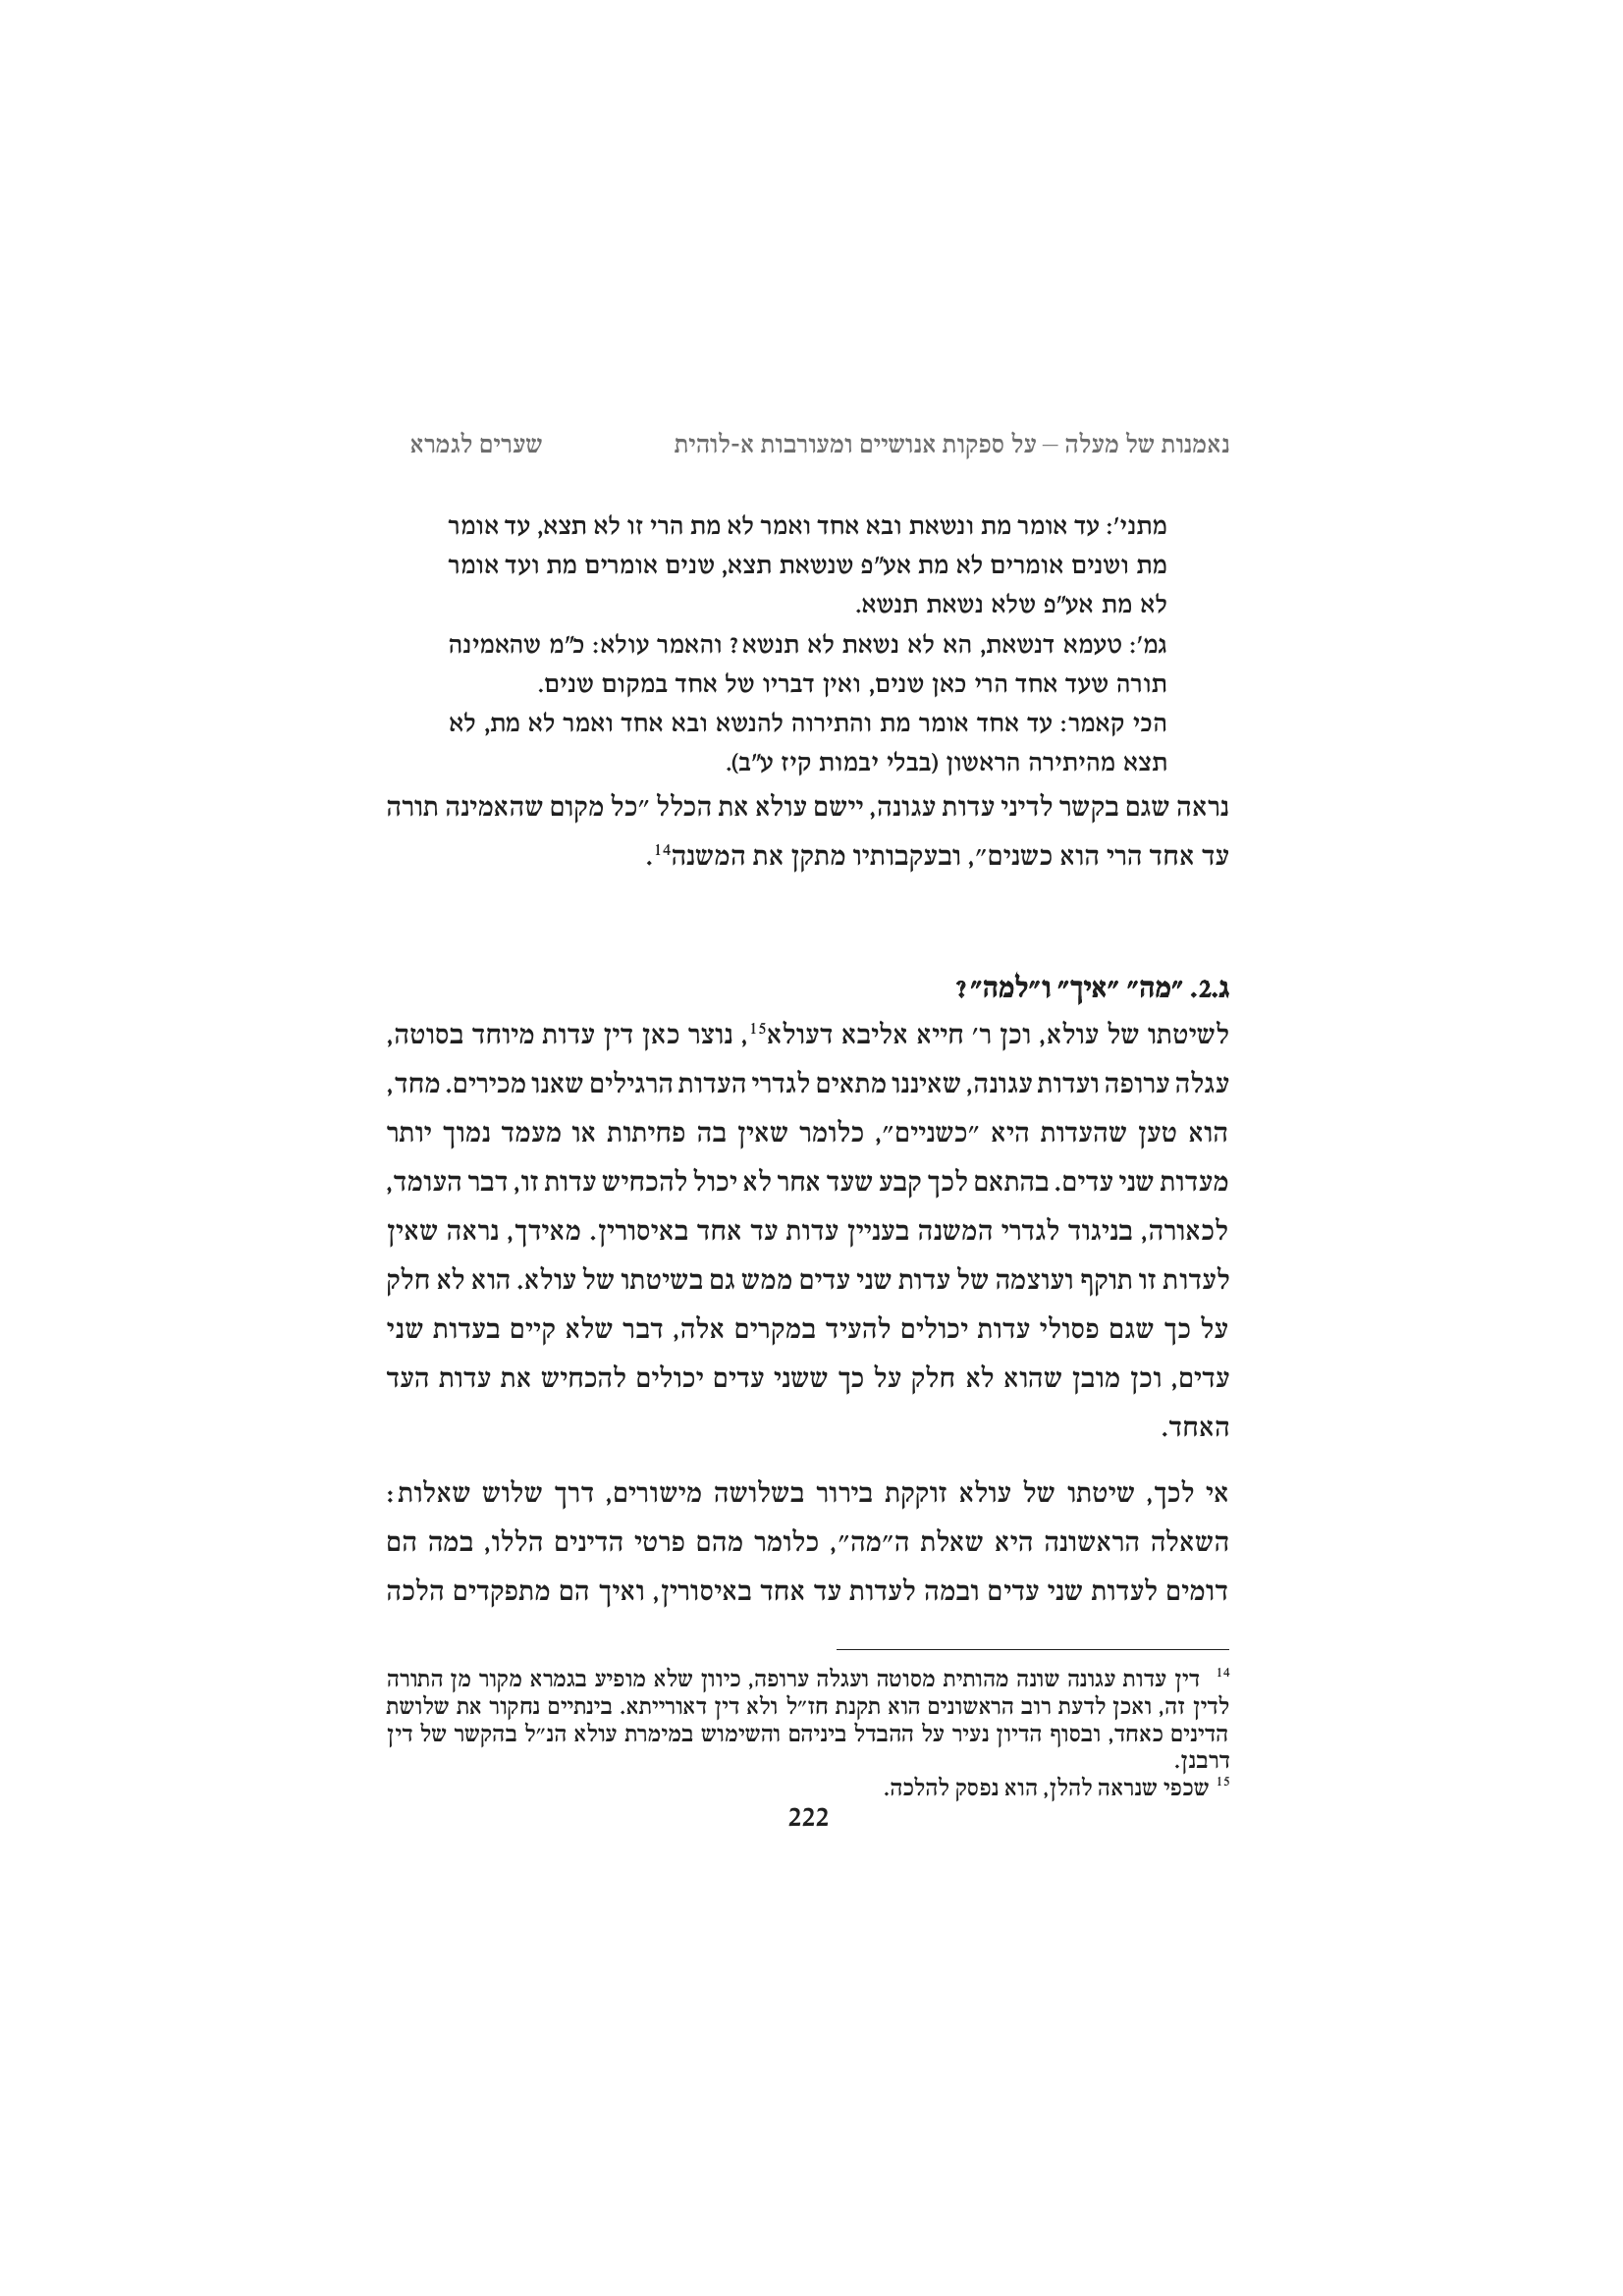 נאמנות של מעלה – על ספקות אנושיים ומעורבות א-לוהית שערים לגמרא
מתני': עד אומר מת ונשאת ובא אחד ואמר לא מת הרי זו לא תצא, עד אומר
מת ושנים אומרים לא מת אע"פ שנשאת תצא, שנים אומרים מת ועד אומר
לא מת אע"פ שלא נשאת תנשא.
גמ': טעמא דנשאת, הא לא נשאת לא תנשא? והאמר עולא: כ"מ שהאמינה
תורה שעד אחד הרי כאן שנים, ואין דבריו של אחד במקום שנים.
הכי קאמר: עד אחד אומר מת והתירוה להנשא ובא אחד ואמר לא מת, לא
תצא מהיתירה הראשון (בבלי יבמות קיז ע"ב).
נראה שגם בקשר לדיני עדות עגונה, יישם עולא את הכלל ״כל מקום שהאמינה תורה
עד אחד הרי הוא כשנים״, ובעקבותיו מתקן את המשנה14.
ג.2. ״מה״ ״איך״ ו״למה״?
לשיטתו של עולא, וכן ר׳ חייא אליבא דעולא15, נוצר כאן דין עדות מיוחד בסוטה,
עגלה ערופה ועדות עגונה, שאיננו מתאים לגדרי העדות הרגילים שאנו מכירים. מחד,
הוא טען שהעדות היא ״כשניים״, כלומר שאין בה פחיתות או מעמד נמוך יותר
מעדות שני עדים. בהתאם לכך קבע שעד אחר לא יכול להכחיש עדות זו, דבר העומד,
לכאורה, בניגוד לגדרי המשנה בעניין עדות עד אחד באיסורין. מאידך, נראה שאין
לעדות זו תוקף ועוצמה של עדות שני עדים ממש גם בשיטתו של עולא. הוא לא חלק
על כך שגם פסולי עדות יכולים להעיד במקרים אלה, דבר שלא קיים בעדות שני
עדים, וכן מובן שהוא לא חלק על כך ששני עדים יכולים להכחיש את עדות העד
האחד.
אי לכך, שיטתו של עולא זוקקת בירור בשלושה מישורים, דרך שלוש שאלות:
השאלה הראשונה היא שאלת ה״מה״, כלומר מהם פרטי הדינים הללו, במה הם
דומים לעדות שני עדים ובמה לעדות עד אחד באיסורין, ואיך הם מתפקדים הלכה
14 דין עדות עגונה שונה מהותית מסוטה ועגלה ערופה, כיוון שלא מופיע בגמרא מקור מן התורה
לדין זה, ואכן לדעת רוב הראשונים הוא תקנת חז״ל ולא דין דאורייתא. בינתיים נחקור את שלושת
הדינים כאחד, ובסוף הדיון נעיר על ההבדל ביניהם והשימוש במימרת עולא הנ״ל בהקשר של דין
דרבנן.
15 שכפי שנראה להלן, הוא נפסק להלכה.
222